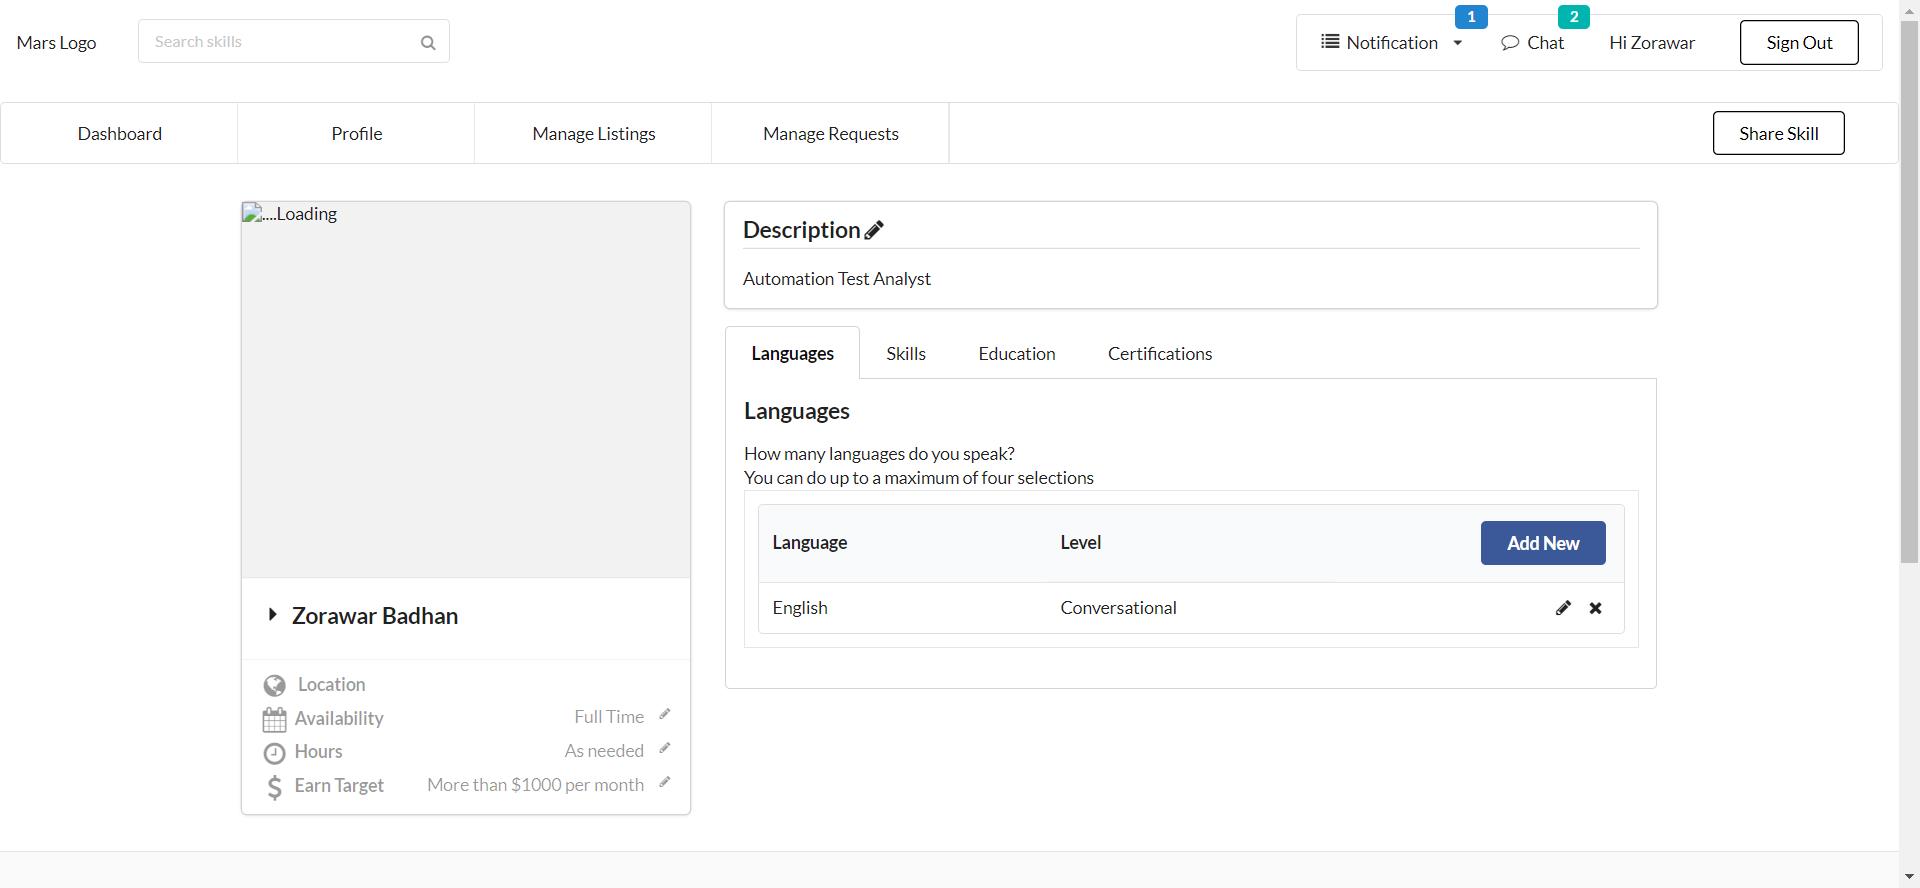 Mars Logo
Search skills
1
2
Notification
Chat
Hi Zorawar
Sign Out
Dashboard
Profile
Manage Listings
Manage Requests
Share Skill
....Loading
Zorawar Badhan
Location
Availability
Full Time
Hours
As needed
Earn Target
More than $1000 per month
Description
Automation Test Analyst
Languages
Skills
Education
Certifications
Languages
How many languages do you speak?
You can do up to a maximum of four selections
Language
Level
Add New
English
Conversational